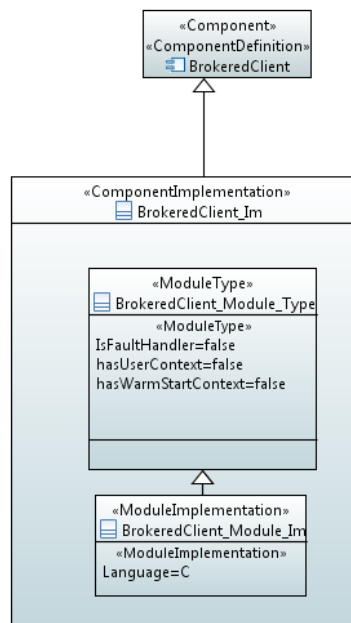 «Component»
«ComponentDefinition»
BrokeredClient
«ComponentImplementation»
BrokeredClient_Im
«ModuleType»
BrokeredClient_Module_Type
«ModuleType»
IsFaultHandler=false
hasUserContext=false
hasWarmStartContext=false
«ModuleImplementation»
BrokeredClient_Module_Im
«ModuleImplementation»
Language=C